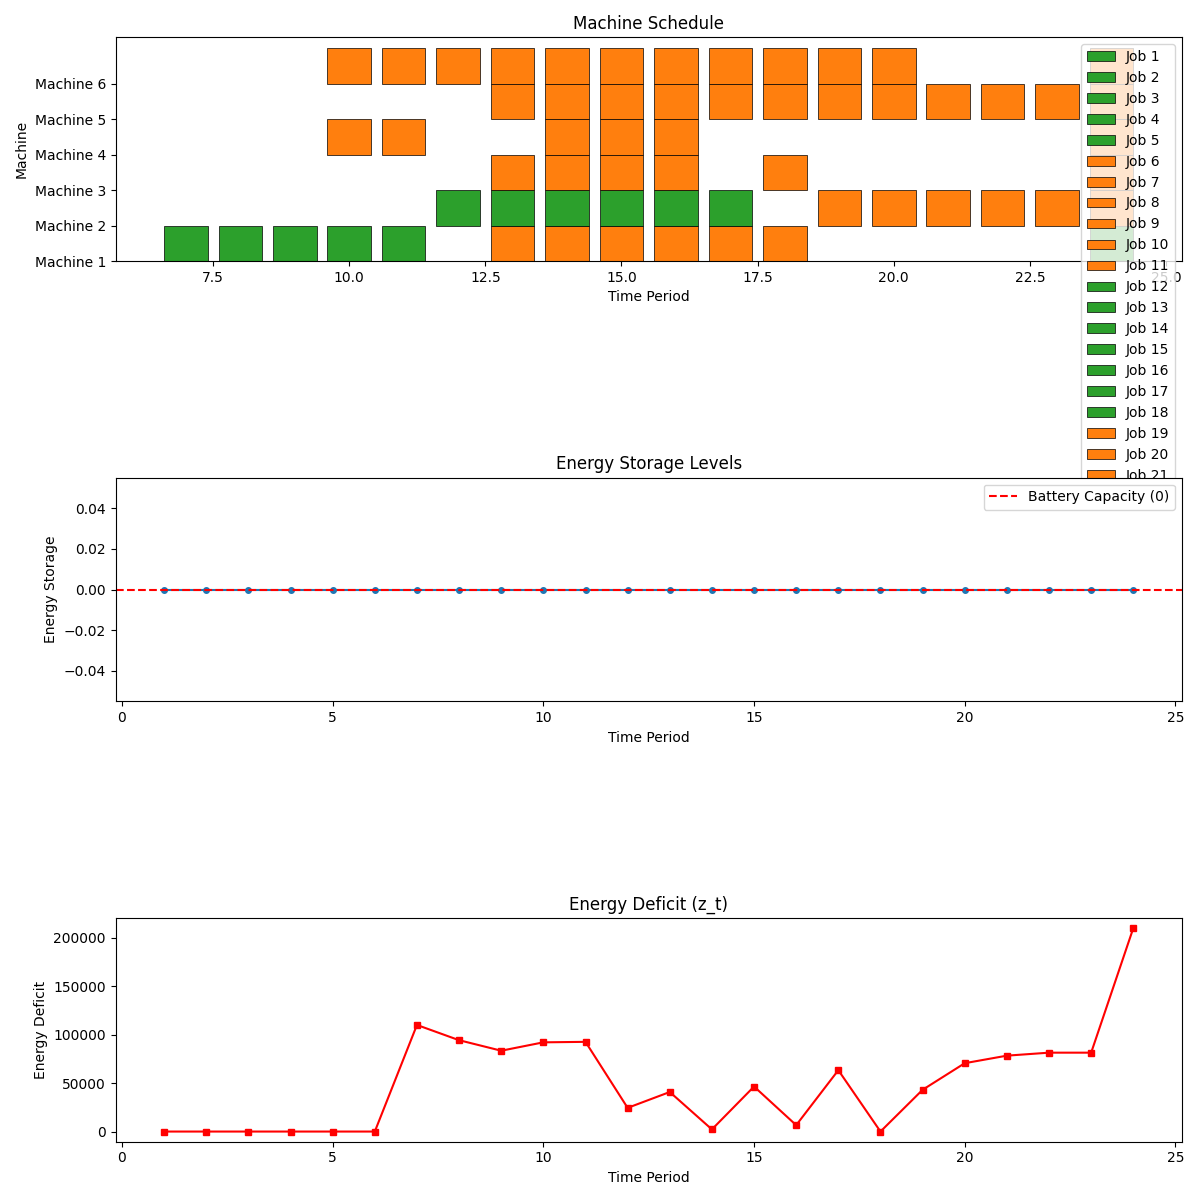 Machine Schedule
Machine
Machine 6
Machine 5
Machine 4
Machine 3
Machine 2
Machine 1
7.5
10.0
12.5
15.0
17.5
20.0
22.5
25.0
Time Period
Job 1
Job 2
Job 3
Job 4
Job 5
Job 6
Job 7
Job 8
Job 9
Job 10
Job 11
Job 12
Job 13
Job 14
Job 15
Job 16
Job 17
Job 18
Job 19
Job 20
Job 21
Energy Storage Levels
Battery Capacity (0)
Energy Storage
0.04
0.02
0.00
−0.02
−0.04
0
5
10
15
20
25
Time Period
Energy Deficit (z_t)
Energy Deficit
200000
150000
100000
50000
0
0
5
10
15
20
25
Time Period